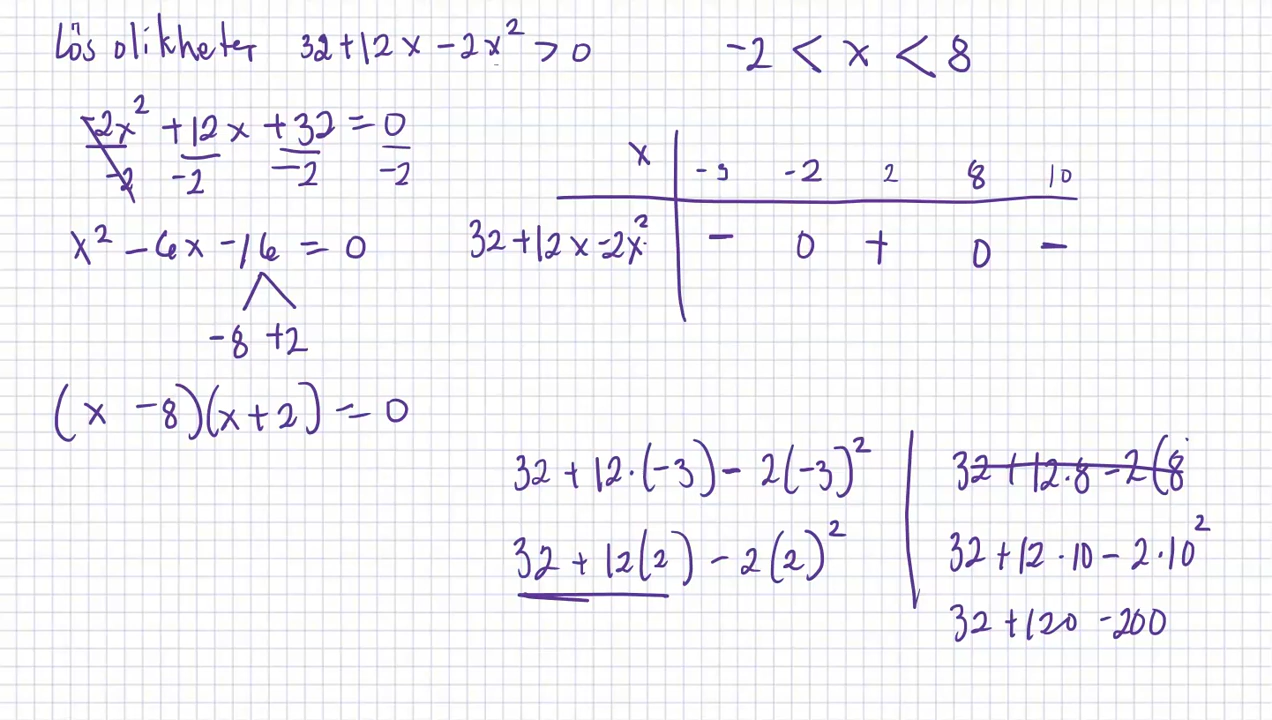 Lös olikheter 32+12x-2x²>0 -2 < x < 8
-2x² +12x +32 = 0
-2 -2 -2 -2
x² - 6x - 16 = 0
-8 +2
(x -8)(x+2) = 0
x -3 -2 2 8 10
32+12x-2x² - 0 + 0 -
32 + 12·(-3) - 2(-3)²
32 + 12(2) - 2(2)²
32 + 12·8 - 2(8
32 + 12·10 - 2·10²
32 + 120 - 200